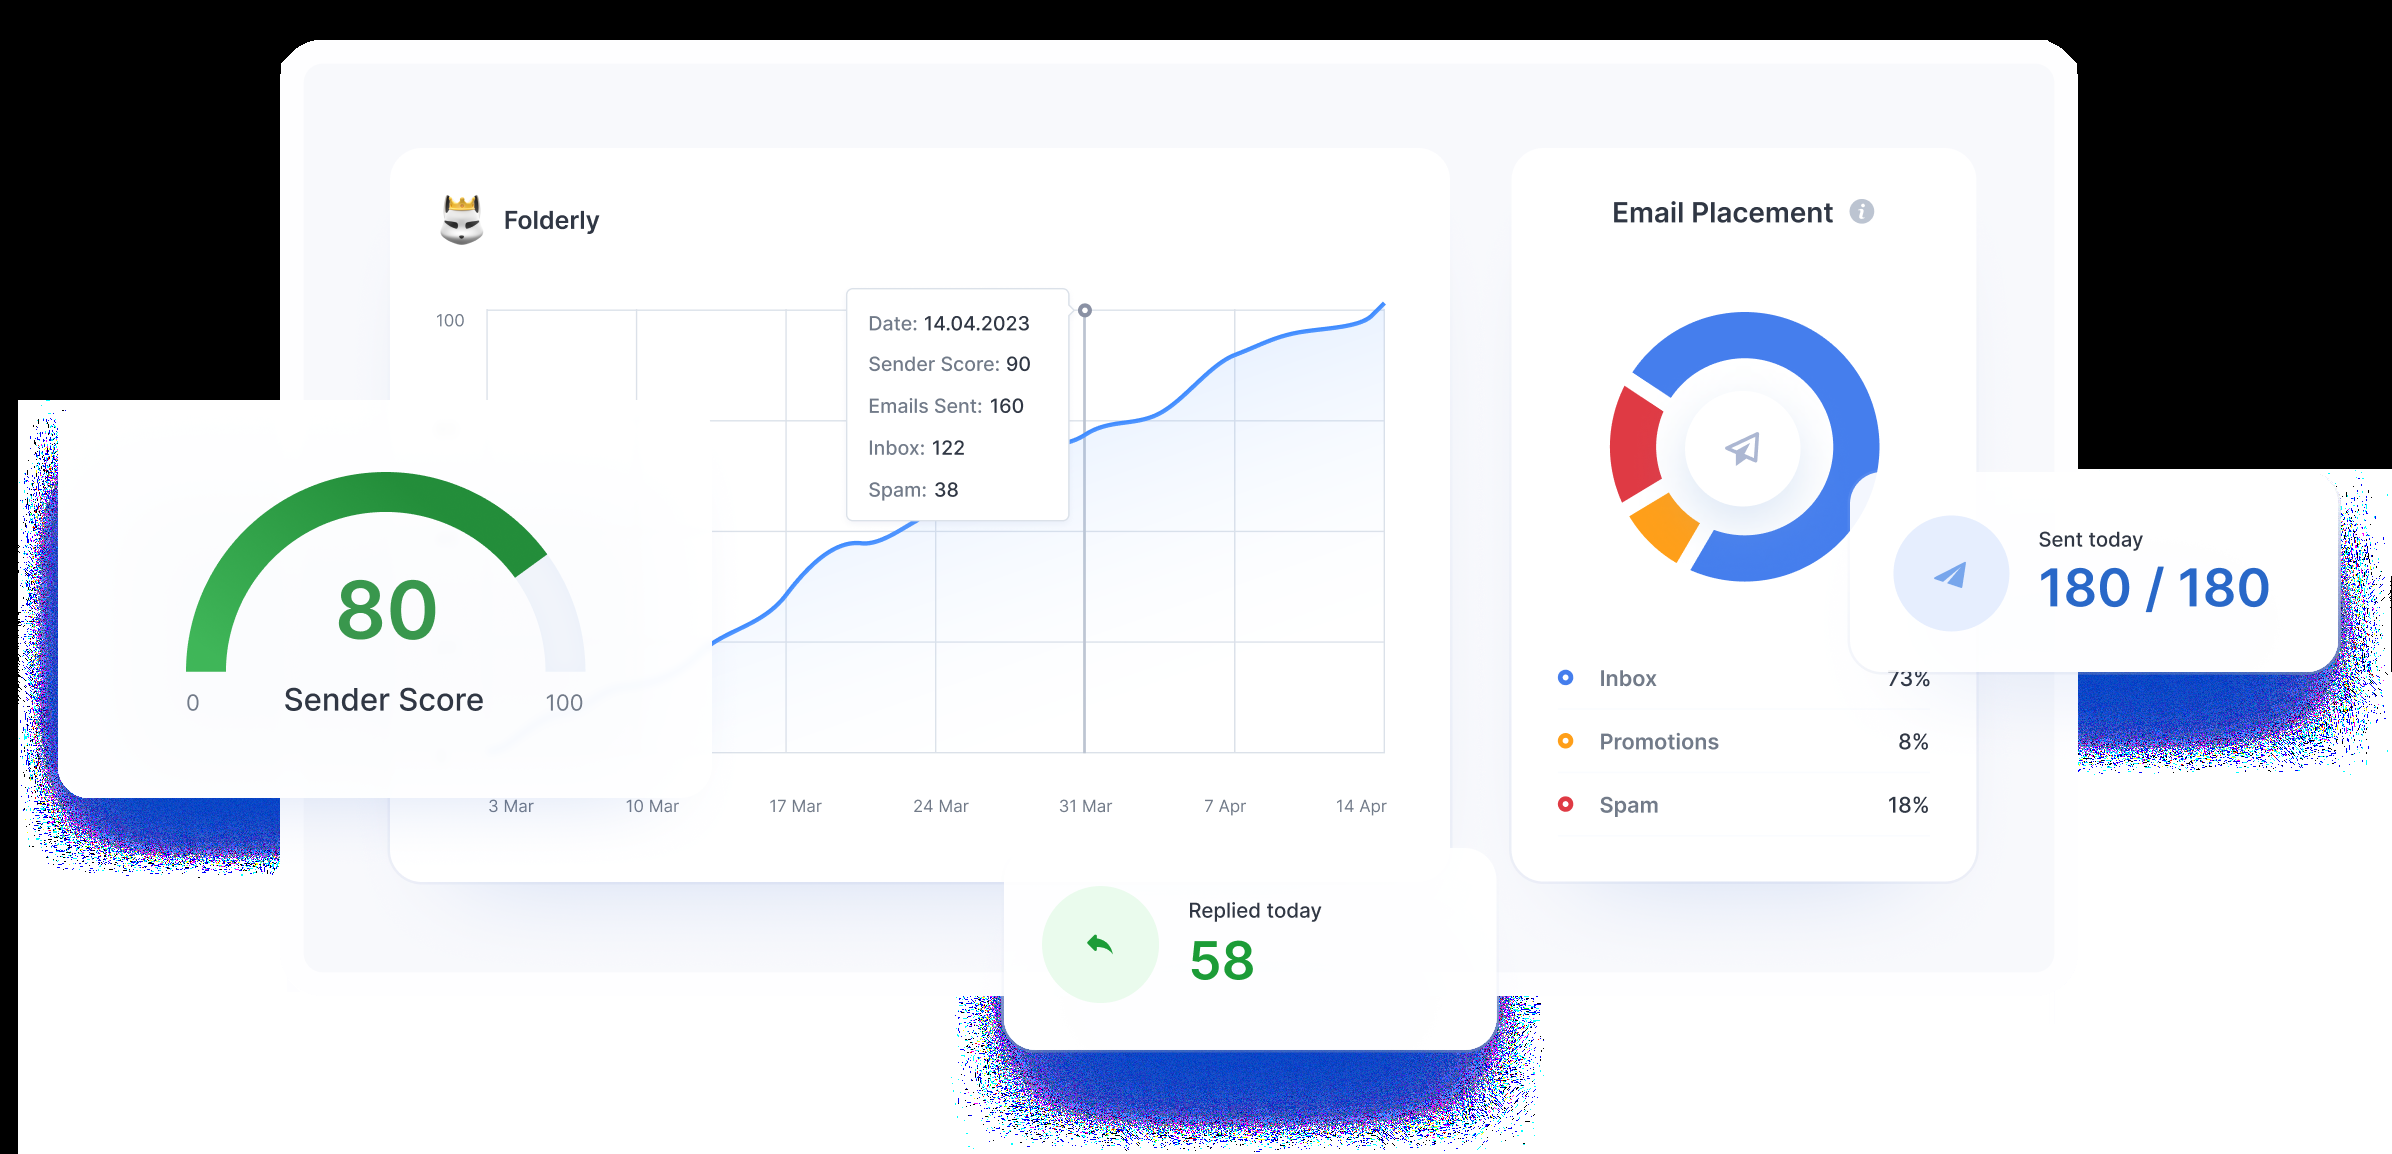 Folderly
100
Date: 14.04.2023
Sender Score: 90
Emails Sent: 160
Inbox: 122
Spam: 38
3 Mar
10 Mar
17 Mar
24 Mar
31 Mar
7 Apr
14 Apr
80
0
Sender Score
100
Email Placement
Inbox
73%
Promotions
8%
Spam
18%
Sent today
180 / 180
Replied today
58